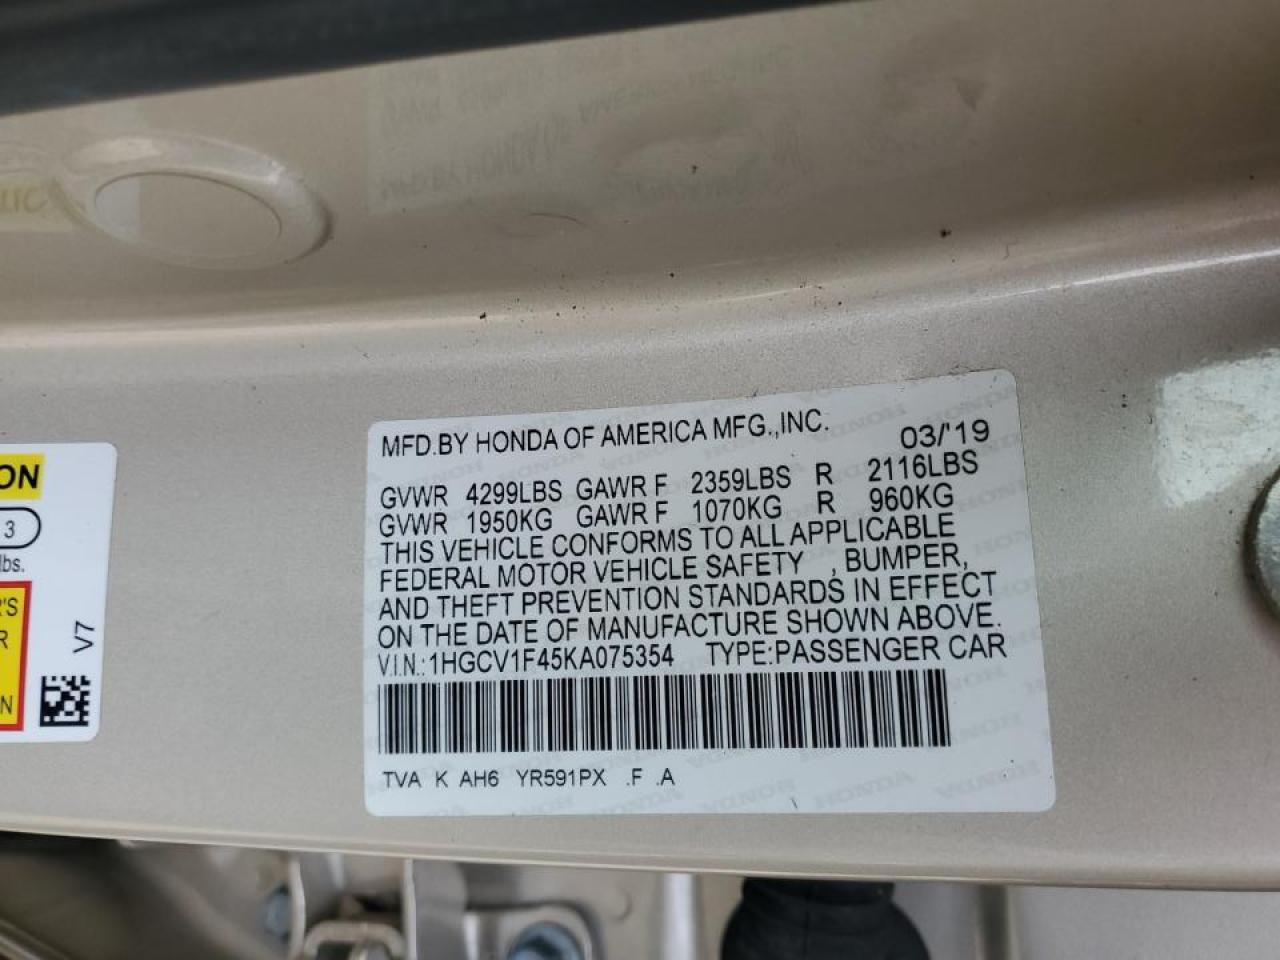 MFD.BY HONDA OF AMERICA MFG.,INC.
03/'19
GVWR 4299LBS GAWR F 2359LBS R 2116LBS
GVWR 1950KG GAWR F 1070KG R 960KG
THIS VEHICLE CONFORMS TO ALL APPLICABLE
FEDERAL MOTOR VEHICLE SAFETY , BUMPER,
AND THEFT PREVENTION STANDARDS IN EFFECT
ON THE DATE OF MANUFACTURE SHOWN ABOVE.
V.I.N.:1HGCV1F45KA075354 TYPE:PASSENGER CAR
TVA K AH6 YR591PX .F .A
ON
3
lbs.
R'S
R
N
V7